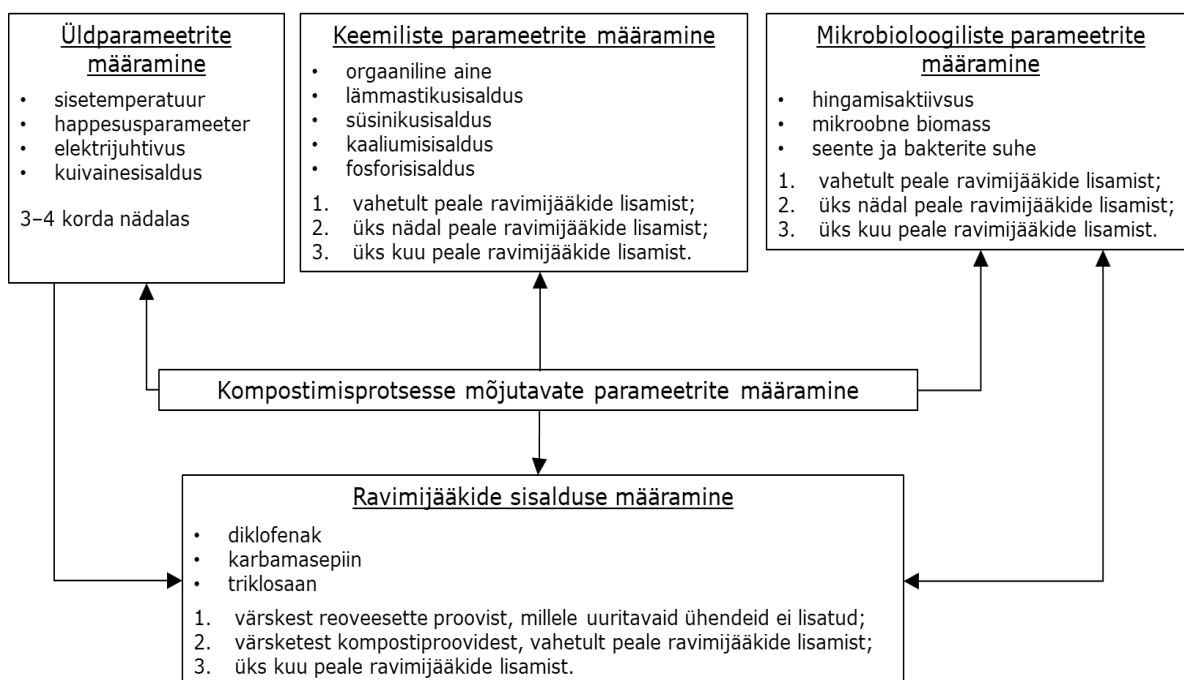 Üldparameetrite
määramine
• sisetemperatuur
• happesusparameeter
• elektrijuhtivus
• kuivainesisaldus
3–4 korda nädalas
Keemiliste parameetrite määramine
• orgaaniline aine
• lämmastikusisaldus
• süsinikusisaldus
• kaaliumisisaldus
• fosforisisaldus
1. vahetult peale ravimijääkide lisamist;
2. üks nädal peale ravimijääkide lisamist;
3. üks kuu peale ravimijääkide lisamist.
Mikrobioloogiliste parameetrite
määramine
• hingamisaktiivsus
• mikroobne biomass
• seente ja bakterite suhe
1. vahetult peale ravimijääkide lisamist;
2. üks nädal peale ravimijääkide lisamist;
3. üks kuu peale ravimijääkide lisamist.
Kompostimisprotsesse mõjutavate parameetrite määramine
Ravimijääkide sisalduse määramine
• diklofenak
• karbamasepiin
• triklosaan
1. värskest reoveesette proovist, millele uuritavaid ühendeid ei lisatud;
2. värsketest kompostiproovidest, vahetult peale ravimijääkide lisamist;
3. üks kuu peale ravimijääkide lisamist.